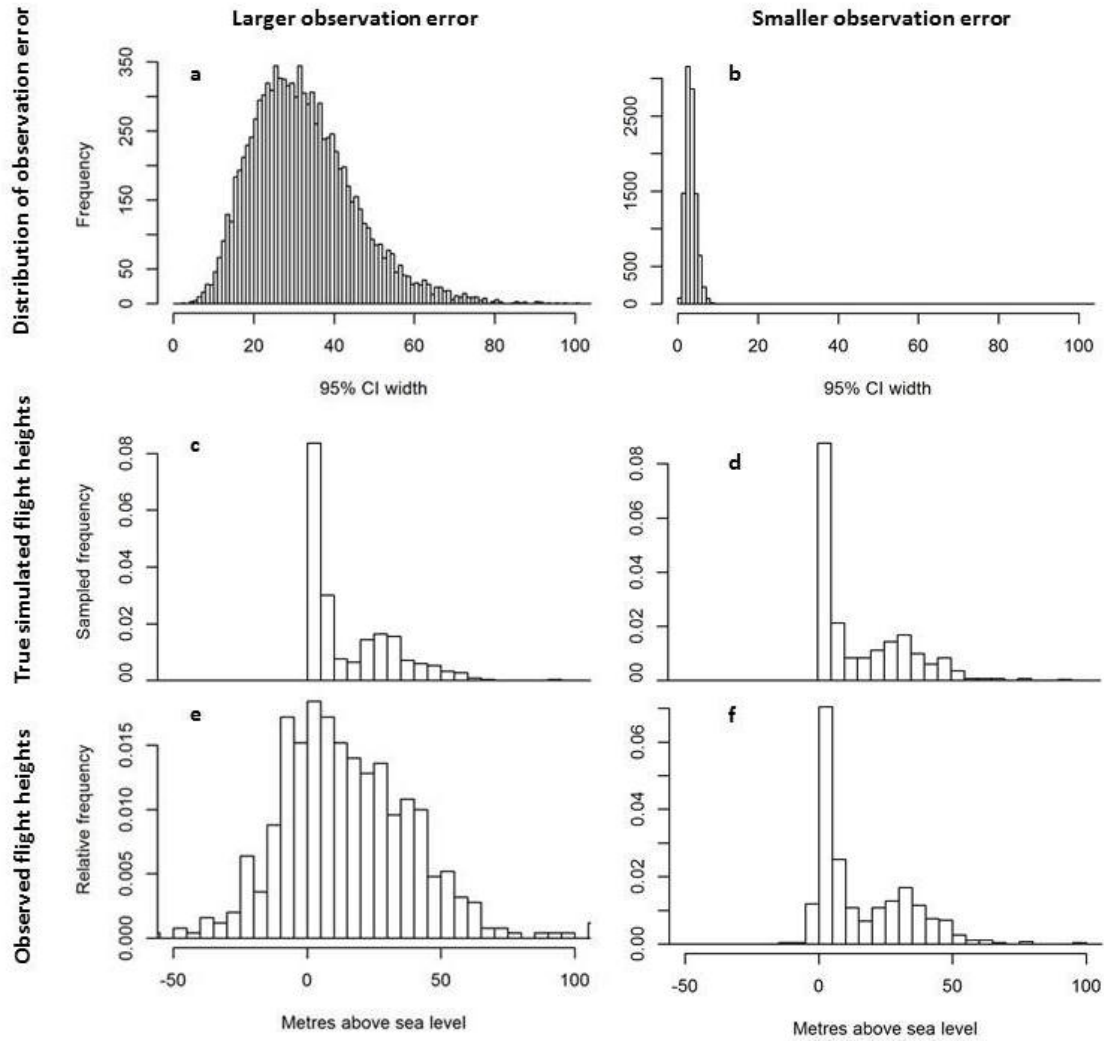 Larger observation error
Smaller observation error
Distribution of observation error
a
350
250
150
50
0
Frequency
0 20 40 60 80 100
95% CI width
b
2500
1500
500
0
0 20 40 60 80 100
95% CI width
True simulated flight heights
c
0.08
0.04
0.02
0.00
Sampled frequency
d
0.08
0.04
0.02
0.00
Observed flight heights
e
0.015
0.010
0.005
0.000
Relative frequency
-50 0 50 100
Metres above sea level
f
0.06
0.04
0.02
0.00
-50 0 50 100
Metres above sea level